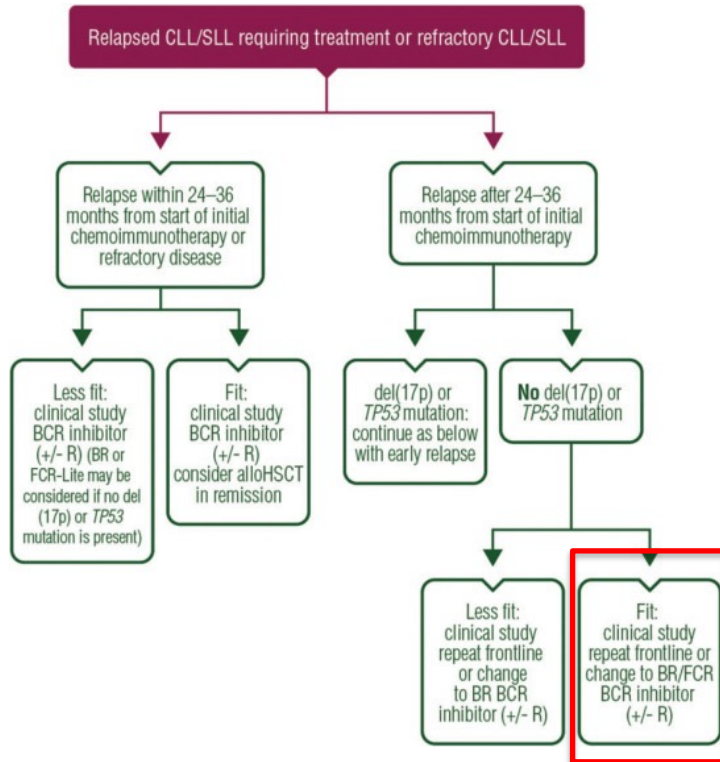 Relapsed CLL/SLL requiring treatment or refractory CLL/SLL
Relapse within 24–36
months from start of initial
chemoimmunotherapy or
refractory disease
Relapse after 24–36
months from start of initial
chemoimmunotherapy
Less fit:
clinical study
BCR inhibitor
(+/- R) (BR or
FCR-Lite may be
considered if no del
(17p) or TP53
mutation is present)
Fit:
clinical study
BCR inhibitor
(+/- R)
consider alloHSCT
in remission
del(17p) or
TP53 mutation:
continue as below
with early relapse
No del(17p) or
TP53 mutation
Less fit:
clinical study
repeat frontline
or change
to BR BCR
inhibitor (+/- R)
Fit:
clinical study
repeat frontline or
change to BR/FCR
BCR inhibitor
(+/- R)